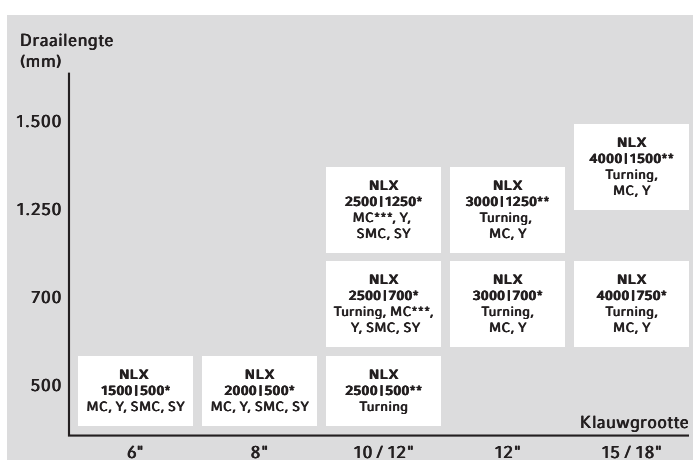 Draailengte
(mm)
1.500
NLX
4000|1500**
Turning,
MC, Y
1.250
NLX
2500|1250*
MC***, Y,
SMC, SY
NLX
3000|1250**
Turning,
MC, Y
700
NLX
2500|700*
Turning, MC***,
Y, SMC, SY
NLX
3000|700*
Turning,
MC, Y
NLX
4000|750*
Turning,
MC, Y
500
NLX
1500|500*
MC, Y, SMC, SY
NLX
2000|500*
MC, Y, SMC, SY
NLX
2500|500**
Turning
Klauwgrootte
6" 8" 10 / 12" 12" 15 / 18"